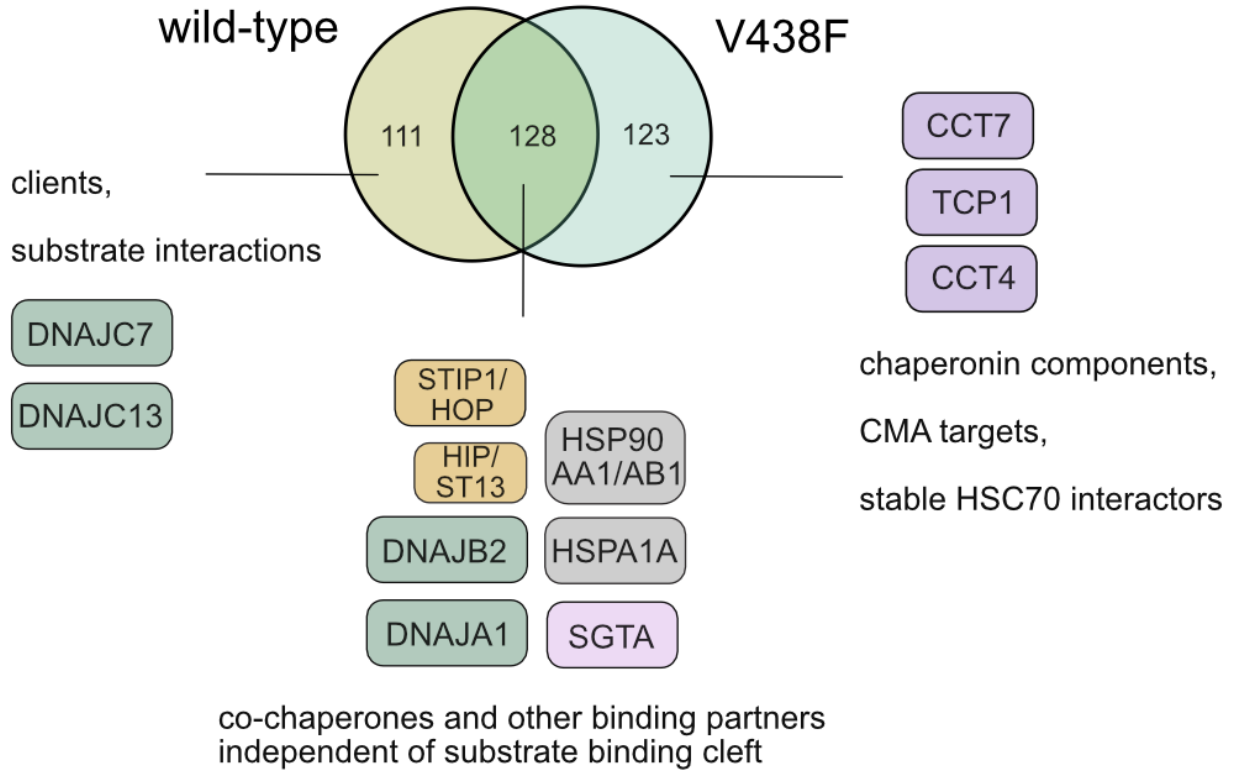 wild-type
V438F
111
128
123
clients,
substrate interactions
DNAJC7
DNAJC13
STIP1/
HOP
HIP/
ST13
DNAJB2
DNAJA1
HSP90
AA1/AB1
HSPA1A
SGTA
co-chaperones and other binding partners
independent of substrate binding cleft
CCT7
TCP1
CCT4
chaperonin components,
CMA targets,
stable HSC70 interactors